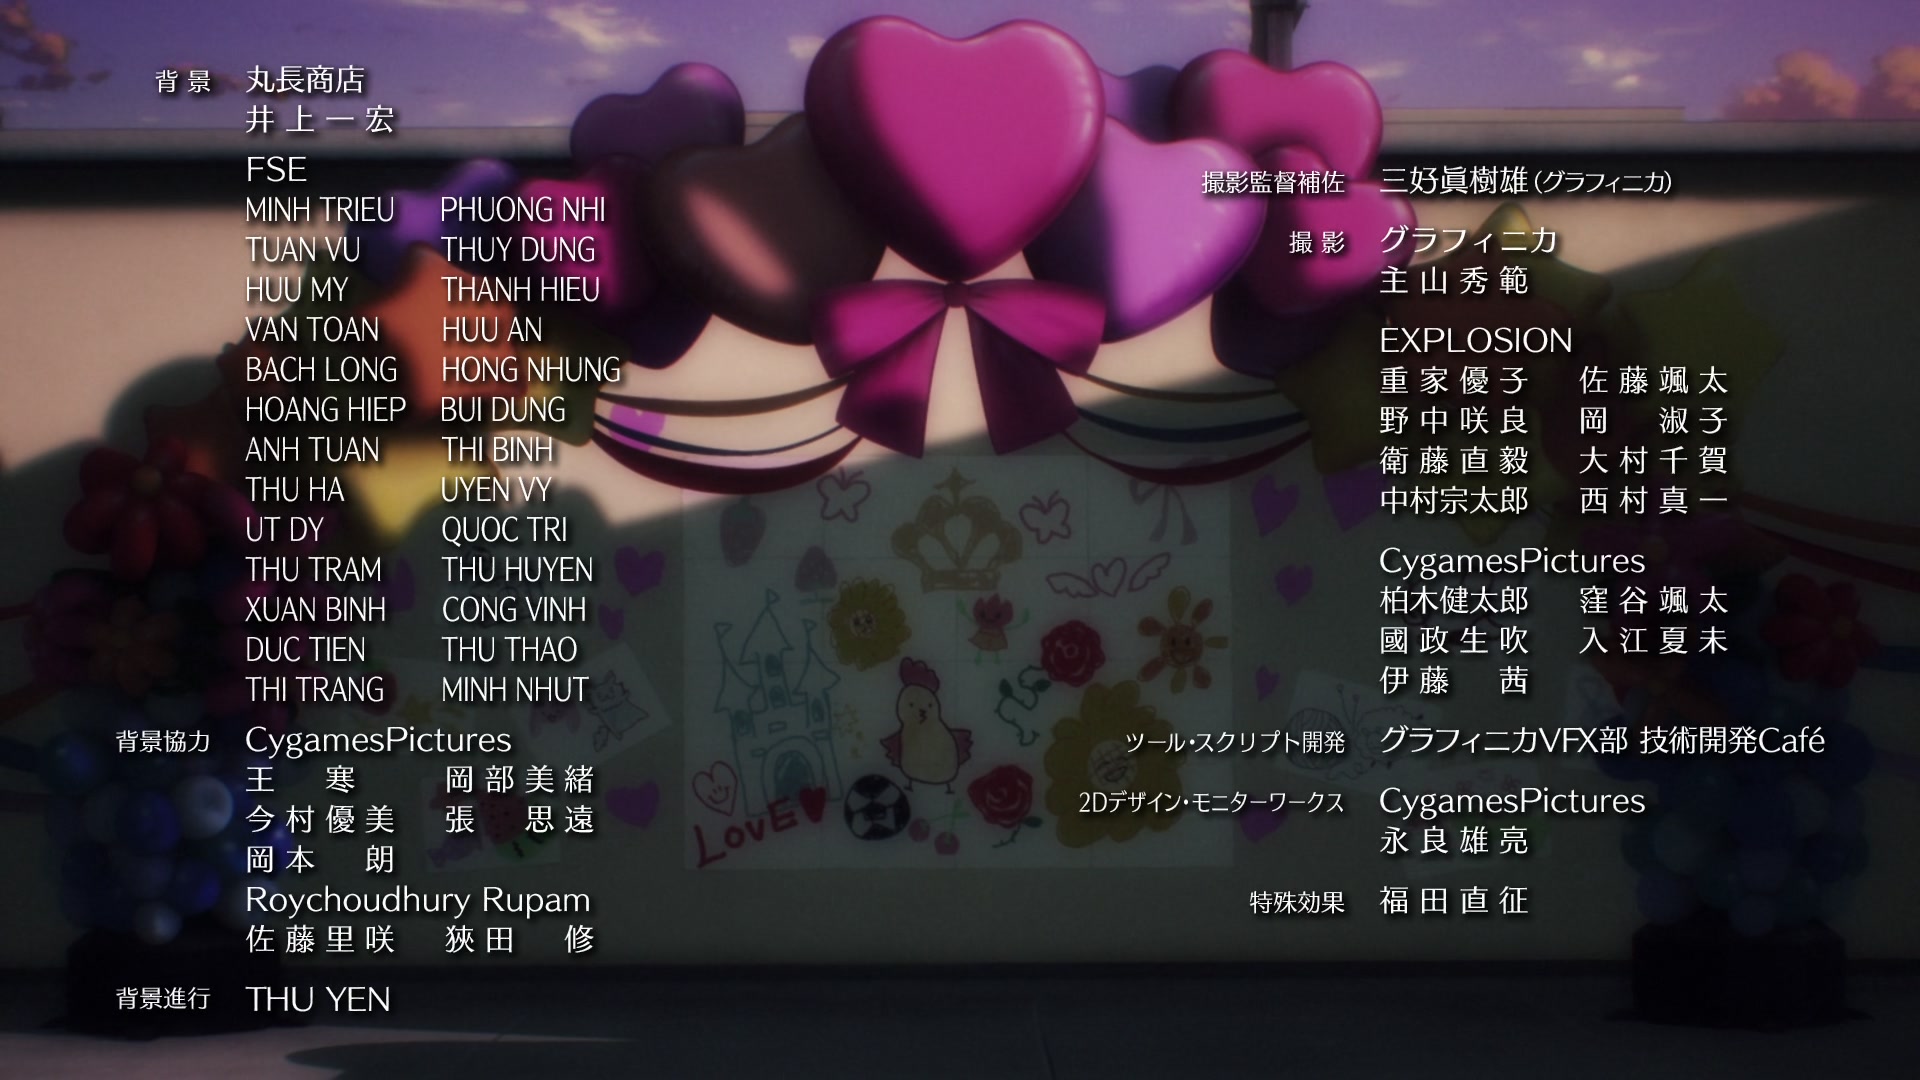 背景 丸長商店
井上一宏
FSE
MINH TRIEU PHUONG NHI
TUAN VU THUY DUNG
HUU MY THANH HIEU
VAN TOAN HUU AN
BACH LONG HONG NHUNG
HOANG HIEP BUI DUNG
ANH TUAN THI BINH
THU HA UYEN VY
UT DY QUOC TRI
THU TRAM THU HUYEN
XUAN BINH CONG VINH
DUC TIEN THU THAO
THI TRANG MINH NHUT
背景協力 CygamesPictures
王寒 岡部美緒
今村優美 張思遠
岡本朗
Roychoudhury Rupam
佐藤里咲 狹田修
背景進行 THU YEN
撮影監督補佐 三好眞樹雄(グラフィニカ)
撮影 グラフィニカ
主山秀範
EXPLOSION
重家優子 佐藤颯太
野中咲良 岡淑子
衛藤直毅 大村千賀
中村宗太郎 西村真一
CygamesPictures
柏木健太郎 窪谷颯太
國政生吹 入江夏未
伊藤茜
ツール・スクリプト開発 グラフィニカVFX部 技術開発Café
2Dデザイン・モニターワークス CygamesPictures
永良雄亮
特殊効果 福田直征
LOVE